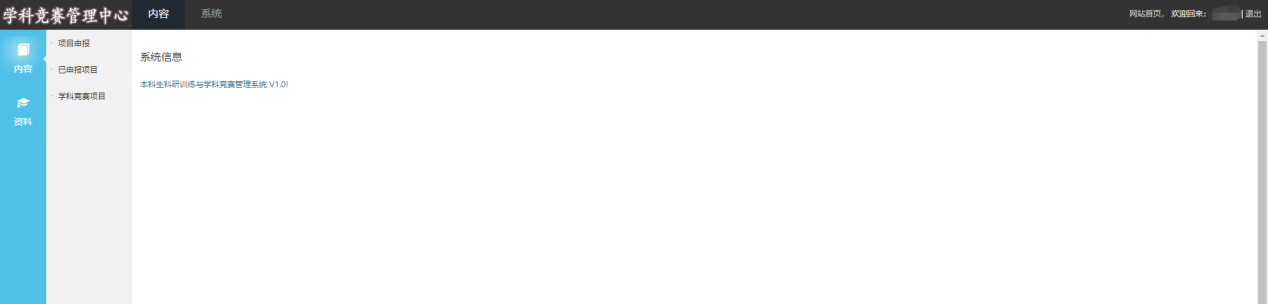 学科竞赛管理中心 内容 系统 网站首页, 欢迎回来: | 退出
内容
资料
项目申报
已申报项目
学科竞赛项目
系统信息
本科生科研训练与学科竞赛管理系统 V1.0!